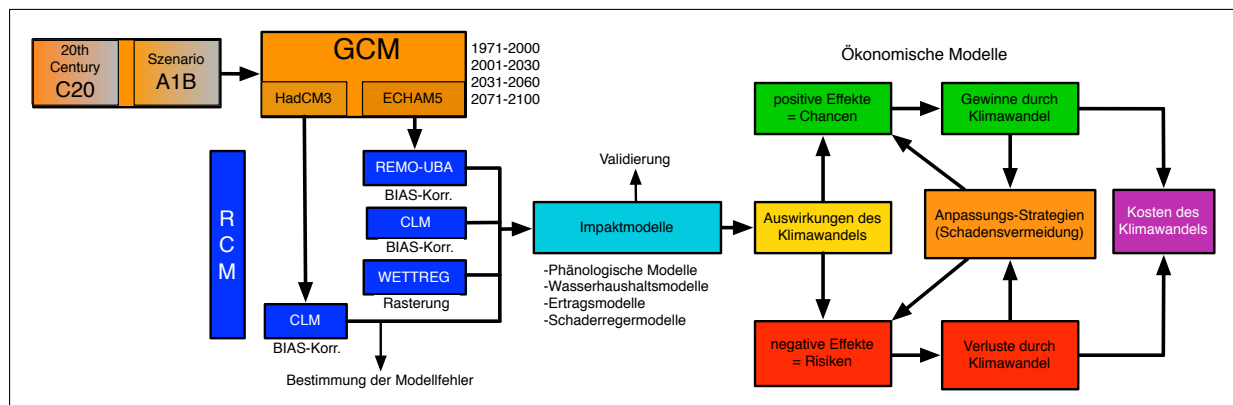 20th
Century
C20
Szenario
A1B
GCM
HadCM3
ECHAM5
1971-2000
2001-2030
2031-2060
2071-2100
RCM
REMO-UBA
BIAS-Korr.
CLM
BIAS-Korr.
WETTREG
Rasterung
CLM
BIAS-Korr.
Bestimmung der Modellfehler
Validierung
Impaktmodelle
-Phänologische Modelle
-Wasserhaushaltsmodelle
-Ertragsmodelle
-Schaderregermodelle
Ökonomische Modelle
Auswirkungen des
Klimawandels
positive Effekte
= Chancen
Gewinne durch
Klimawandel
Anpassungs-Strategien
(Schadensvermeidung)
Kosten des
Klimawandels
negative Effekte
= Risiken
Verluste durch
Klimawandel